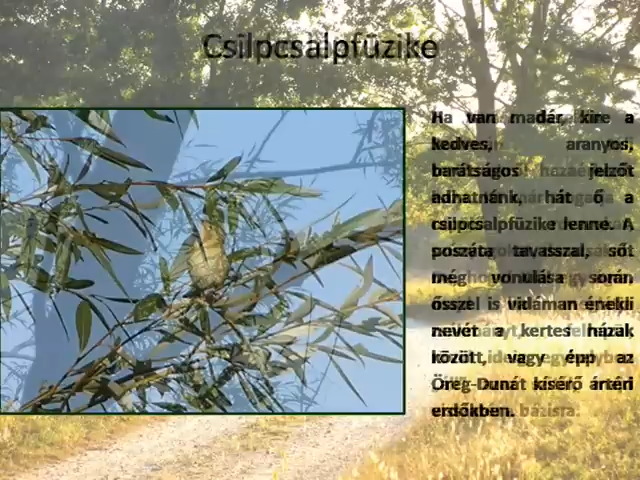 Csilpcsalpfüzike
Ha van madár, kire a
kedves, aranyos,
barátságos jelzőt
adhatnánk, hát ő a
csilpcsalpfüzike lenne. A
poszáta tavasszal, sőt
még vonulása során,
ősszel is vidáman énekli
nevét a kertes házak
között, vagy épp az
Öreg-Dunát kísérő ártéri
erdőkben.